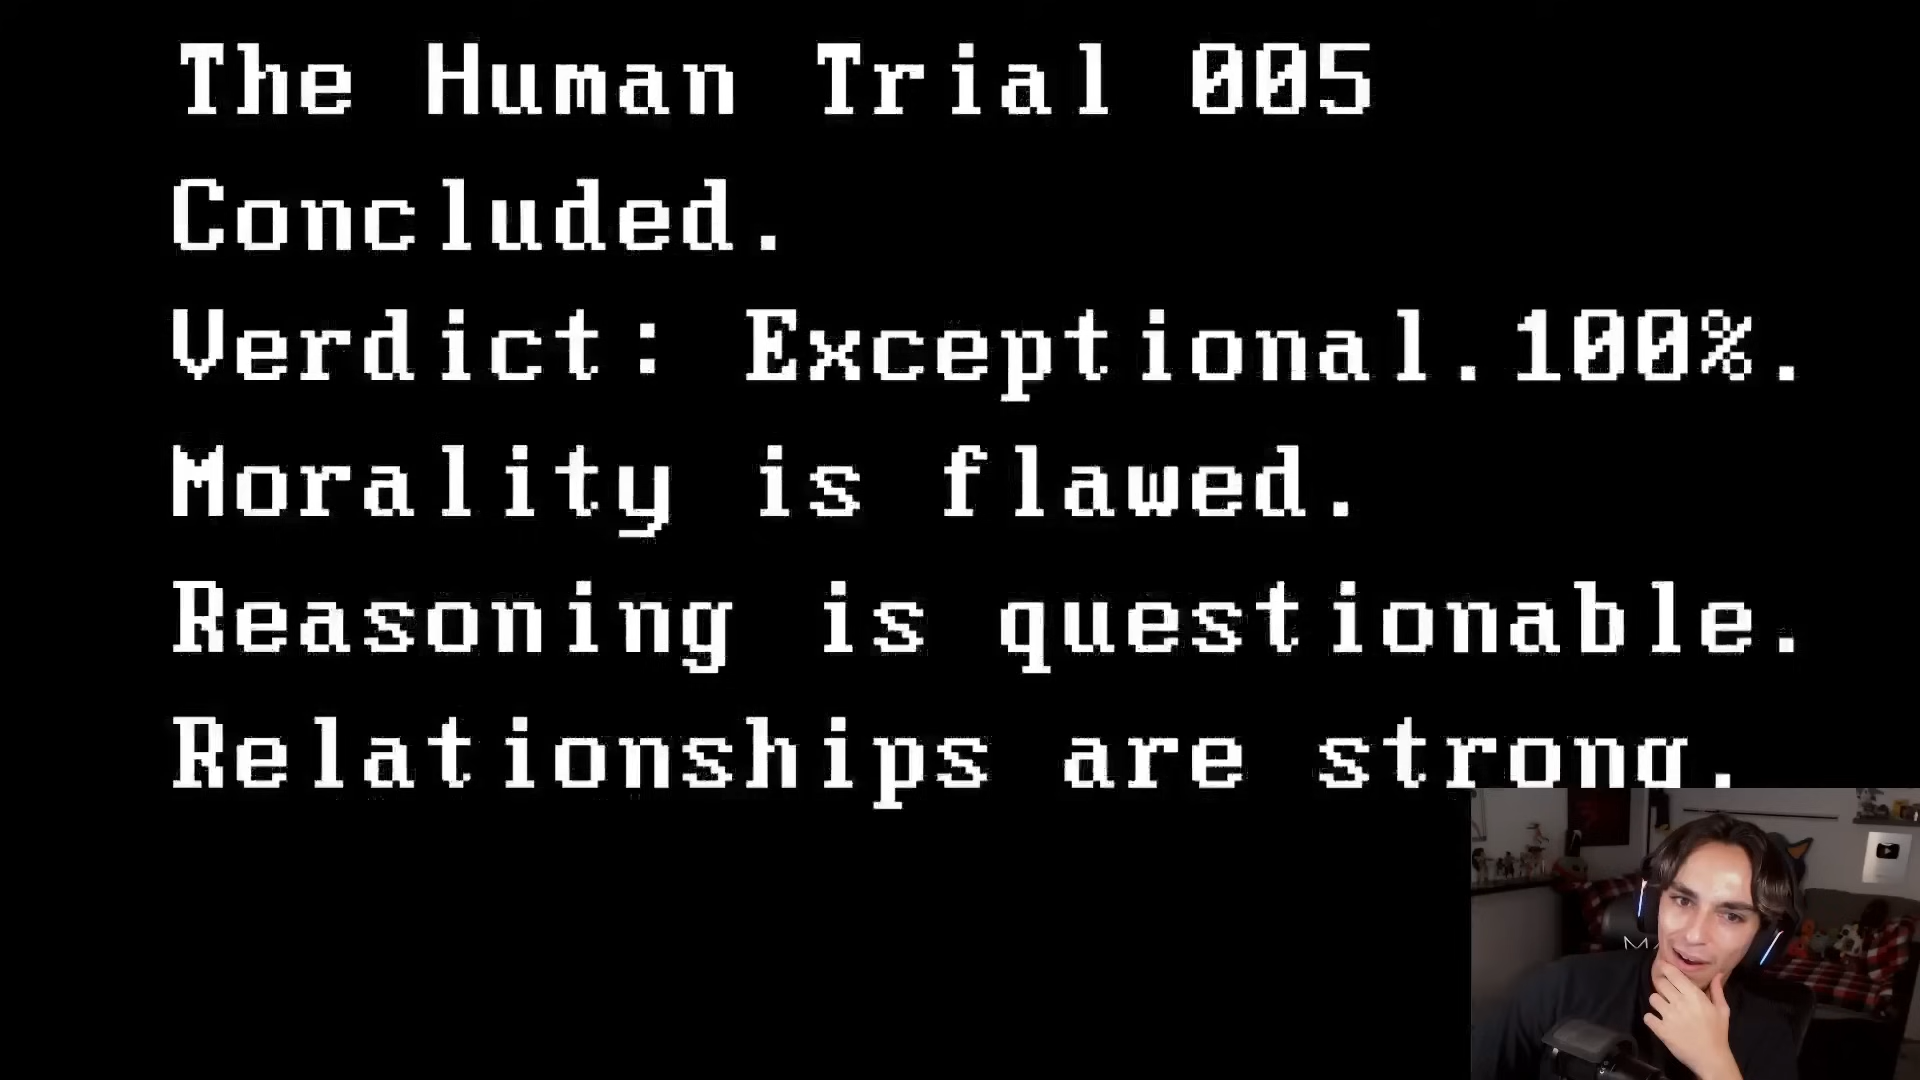 The Human Trial 005
Concluded.
Verdict: Exceptional.100%.
Morality is flawed.
Reasoning is questionable.
Relationships are strong.